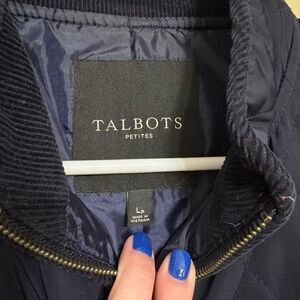 TALBOTS
PETITES
LP
MADE IN
VIETNAM